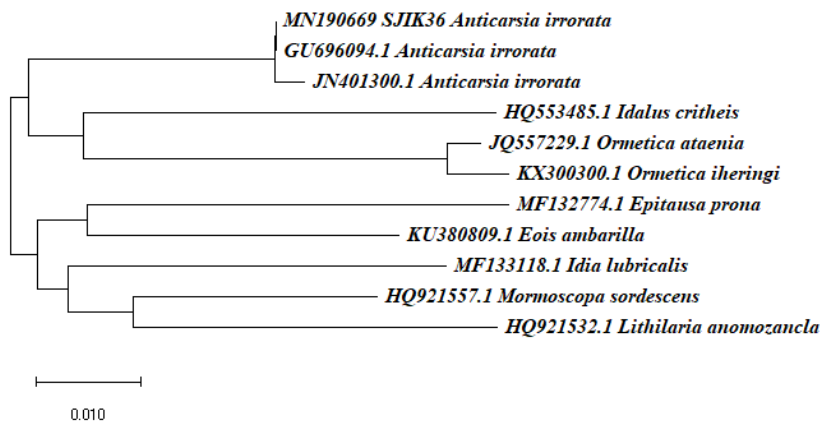 MN190669 SJIK36 Anticarsia irrorata
GU696094.1 Anticarsia irrorata
JN401300.1 Anticarsia irrorata
HQ553485.1 Idalus critheis
JQ557229.1 Ormetica ataenia
KX300300.1 Ormetica iheringi
MF132774.1 Epitausa prona
KU380809.1 Eois ambarilla
MF133118.1 Idia lubricalis
HQ921557.1 Mormoscopa sordescens
HQ921532.1 Lithilaria anomozancla
0.010